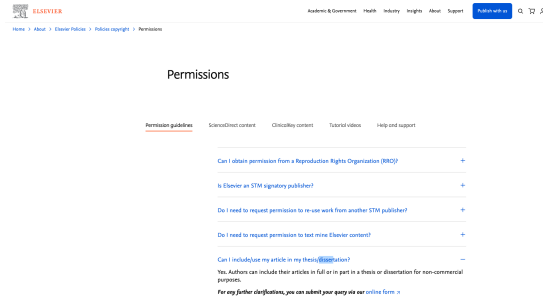 ELSEVIER
Academic & Government Health Industry Insights About Support Publish with us
Home > About > Elsevier Policies > Policies copyright > Permissions
Permissions
Permission guidelines ScienceDirect content ClinicalKey content Tutorial videos Help and support
Can I obtain permission from a Reproduction Rights Organization (RRO)? +
Is Elsevier an STM signatory publisher? +
Do I need to request permission to re-use work from another STM publisher? +
Do I need to request permission to text mine Elsevier content? +
Can I include/use my article in my thesis/dissertation? −
Yes. Authors can include their articles in full or in part in a thesis or dissertation for non-commercial
purposes.
For any further clarifications, you can submit your query via our online form ↗